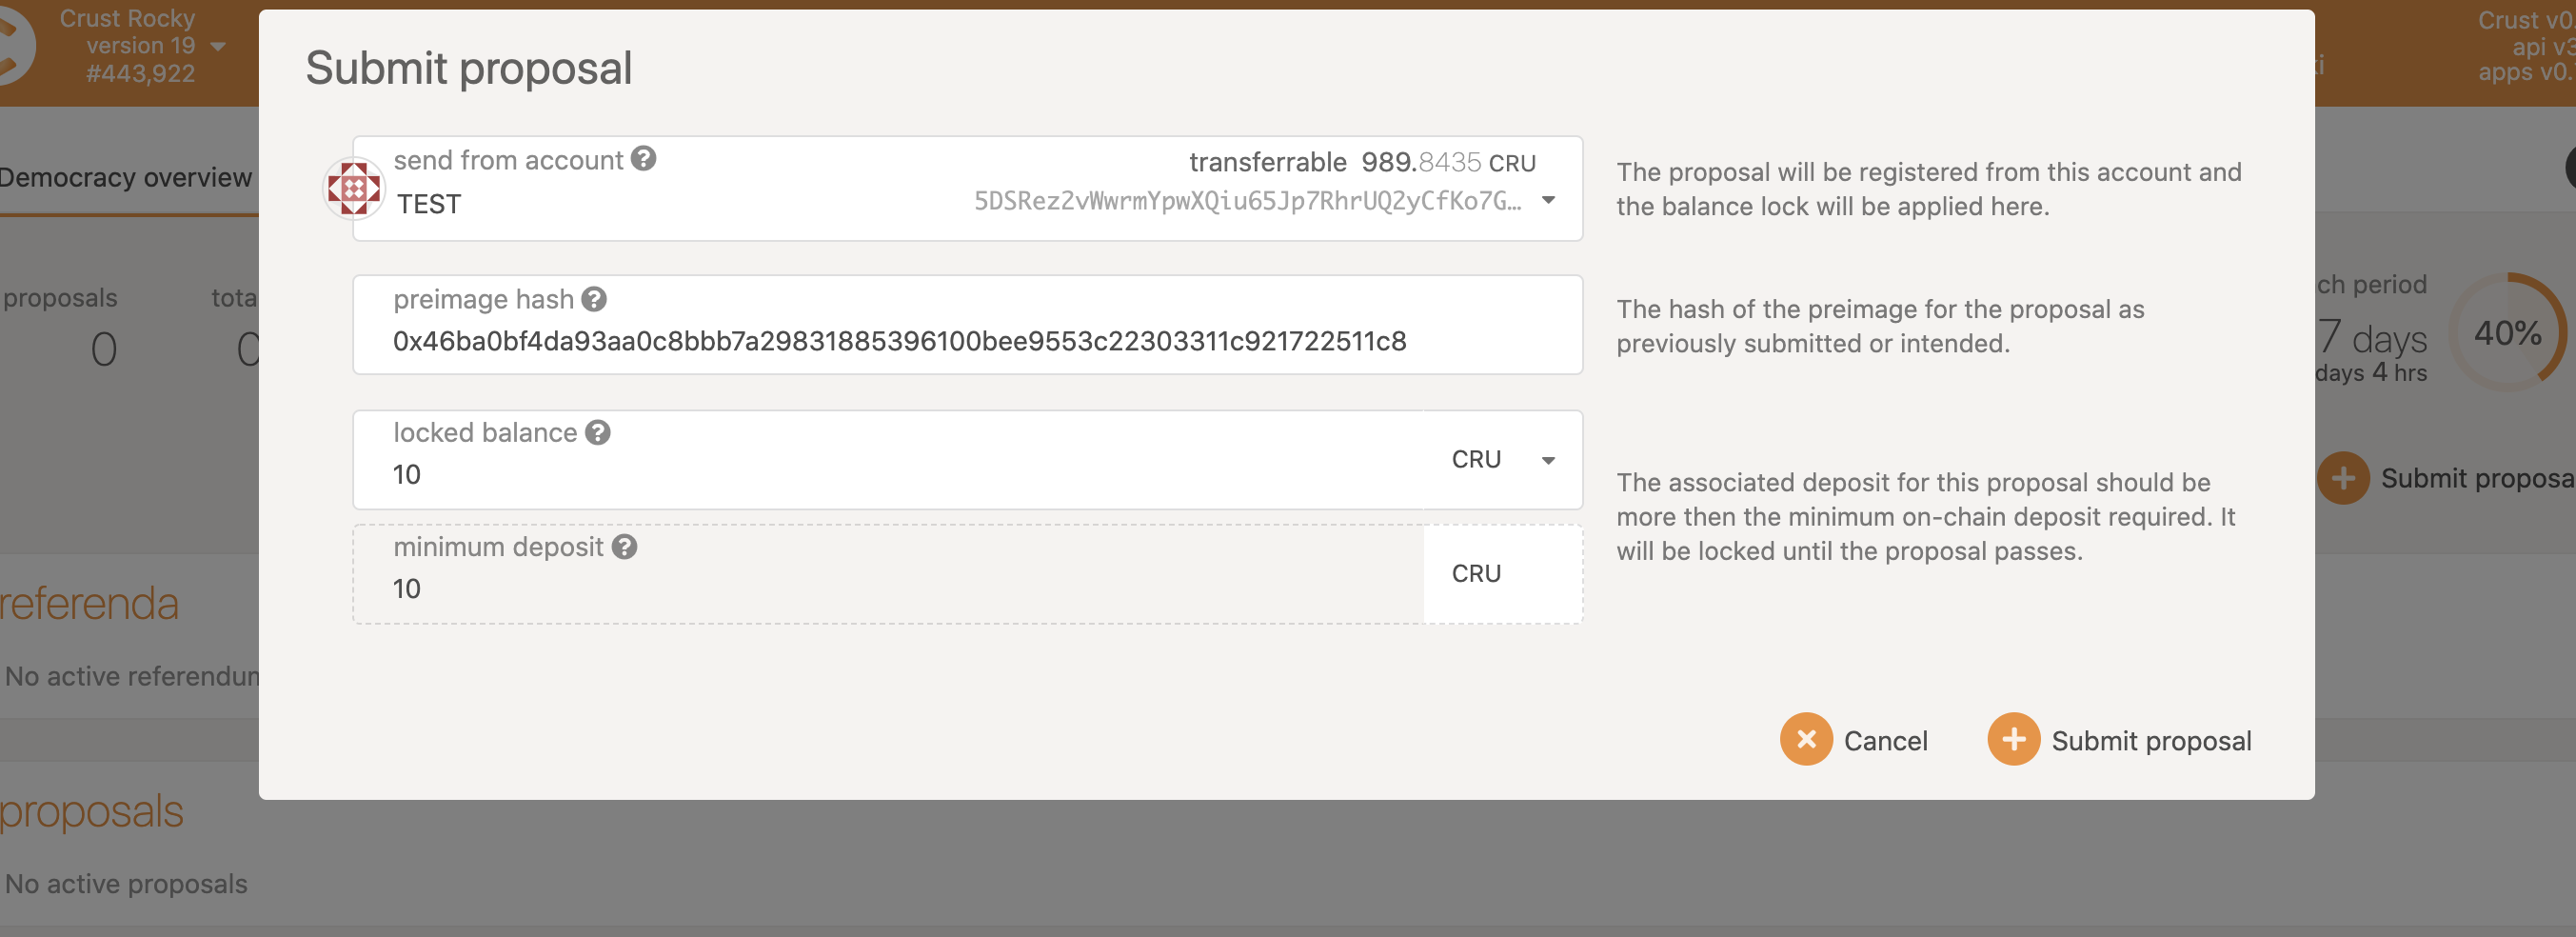 Crust Rocky
version 19
#443,922
Crust v0.
api v3
apps v0.
Democracy overview
proposals
0
tota
0
ch period
7 days
days 4 hrs
40%
Submit proposa
referenda
No active referendum
proposals
No active proposals
Submit proposal
send from account
TEST
transferrable 989.8435 CRU
5DSRez2vWwrmYpwXQiu65Jp7RhrUQ2yCfKo7G...
The proposal will be registered from this account and
the balance lock will be applied here.
preimage hash
0x46ba0bf4da93aa0c8bbb7a29831885396100bee9553c22303311c921722511c8
The hash of the preimage for the proposal as
previously submitted or intended.
locked balance
10
CRU
minimum deposit
10
CRU
The associated deposit for this proposal should be
more then the minimum on-chain deposit required. It
will be locked until the proposal passes.
Cancel
Submit proposal